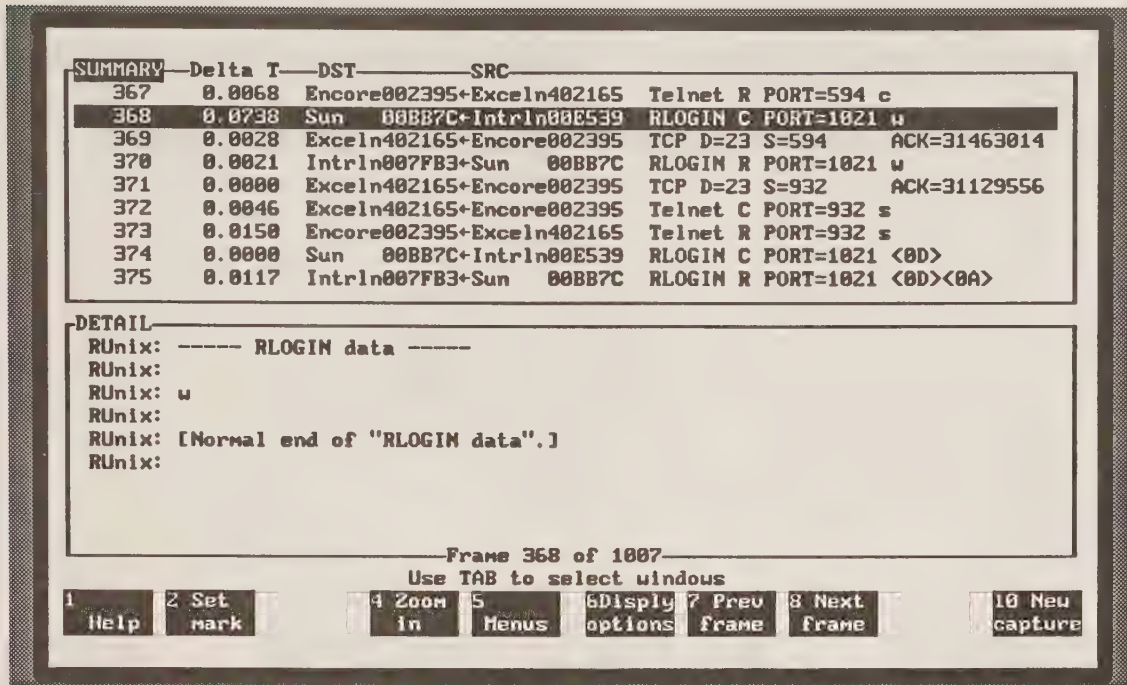 SUMMARY Delta T DST SRC
367 0.0068 Encore002395←Exceln402165 Telnet R PORT=594 c
368 0.0738 Sun 00BB7C←Intrln00E539 RLOGIN C PORT=1021 w
369 0.0028 Exceln402165←Encore002395 TCP D=23 S=594 ACK=31463014
370 0.0021 Intrln007FB3←Sun 00BB7C RLOGIN R PORT=1021 w
371 0.0000 Exceln402165←Encore002395 TCP D=23 S=932 ACK=31129556
372 0.0046 Exceln402165←Encore002395 Telnet C PORT=932 s
373 0.0150 Encore002395←Exceln402165 Telnet R PORT=932 s
374 0.0000 Sun 00BB7C←Intrln00E539 RLOGIN C PORT=1021 <0D>
375 0.0117 Intrln007FB3←Sun 00BB7C RLOGIN R PORT=1021 <0D><0A>
DETAIL
RUnix: ----- RLOGIN data -----
RUnix:
RUnix: w
RUnix:
RUnix: [Normal end of "RLOGIN data".]
RUnix:
Frame 368 of 1007
Use TAB to select windows
1 2 Set 4 Zoom 5 6Disply 7 Prev 8 Next 10 New
Help mark in Menus options frame frame capture